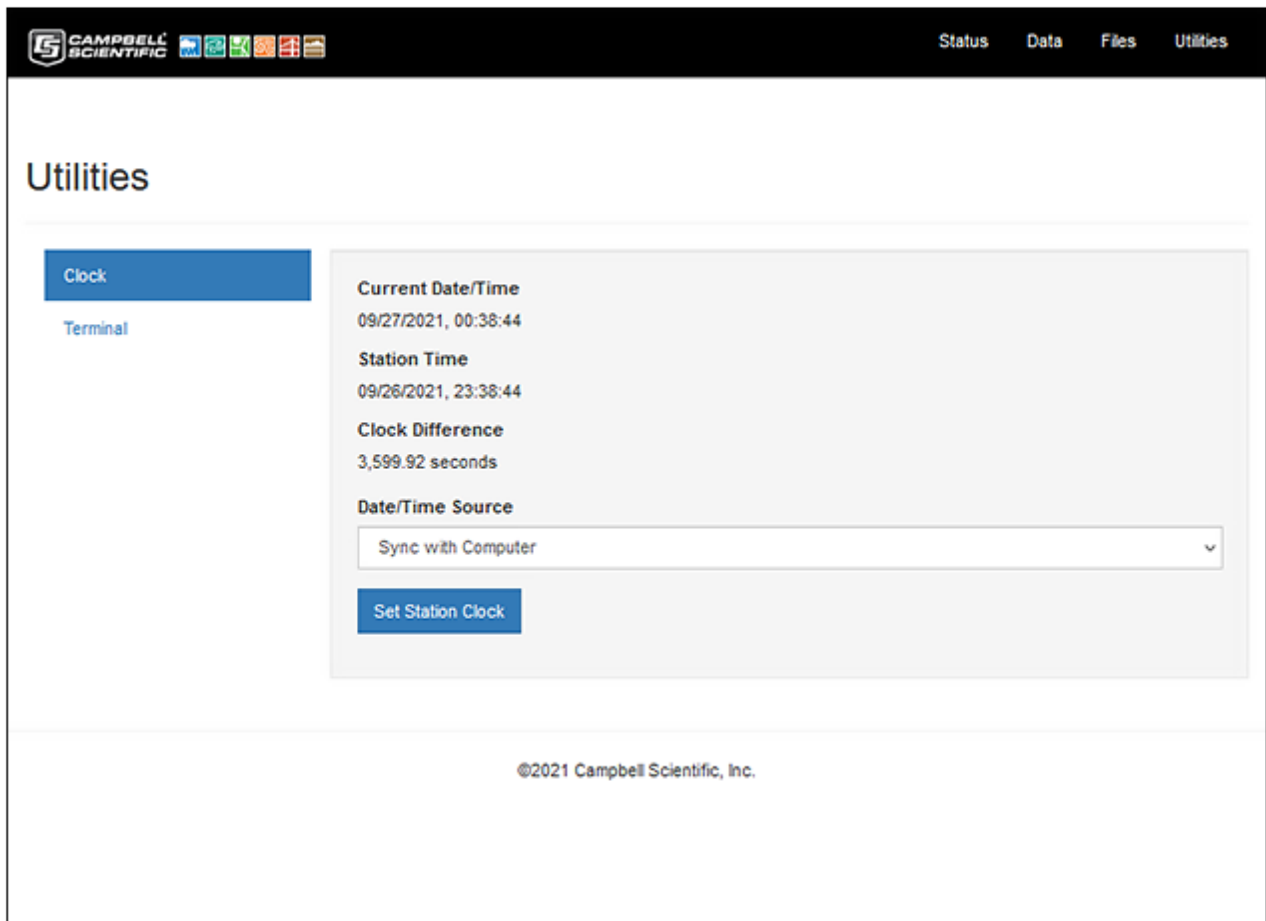 CAMPBELL
SCIENTIFIC
Status Data Files Utilities
Utilities
Clock
Terminal
Current Date/Time
09/27/2021, 00:38:44
Station Time
09/26/2021, 23:38:44
Clock Difference
3,599.92 seconds
Date/Time Source
Sync with Computer
Set Station Clock
©2021 Campbell Scientific, Inc.